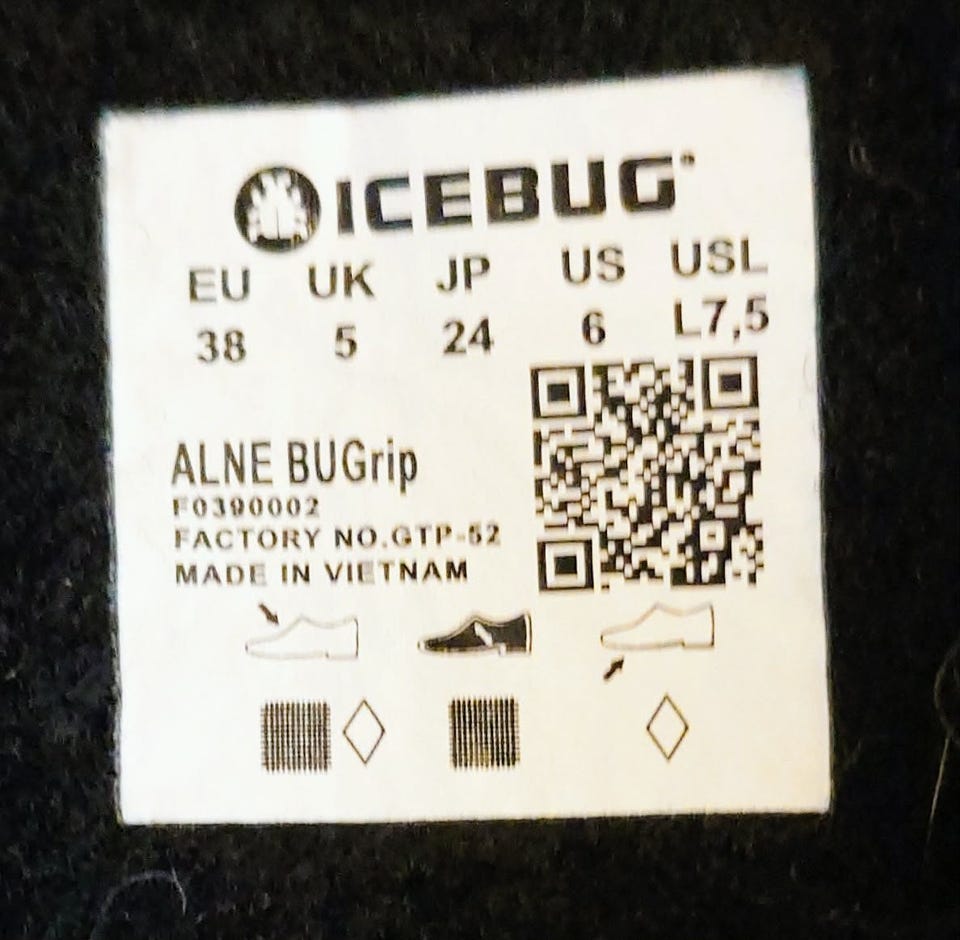 ICEBUG
EU UK JP US USL
38 5 24 6 L7,5
ALNE BUGrip
F0390002
FACTORY NO.GTP-52
MADE IN VIETNAM